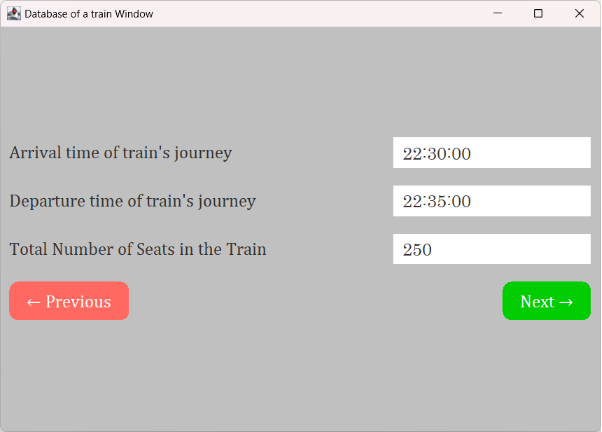 Database of a train Window
Arrival time of train's journey 22:30:00
Departure time of train's journey 22:35:00
Total Number of Seats in the Train 250
← Previous Next →